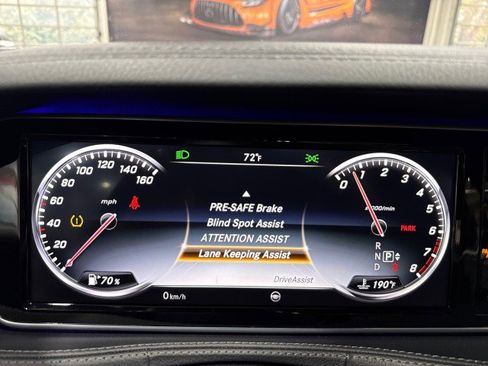 72°F
80 100 120
60 140
40 160
20
mph
70 %
PRE-SAFE Brake
Blind Spot Assist
ATTENTION ASSIST
Lane Keeping Assist
DriveAssist
0 km/h
0 1 2 3 4 5 6 7 8
x1000/min
PARK
R
N P
D
190°F